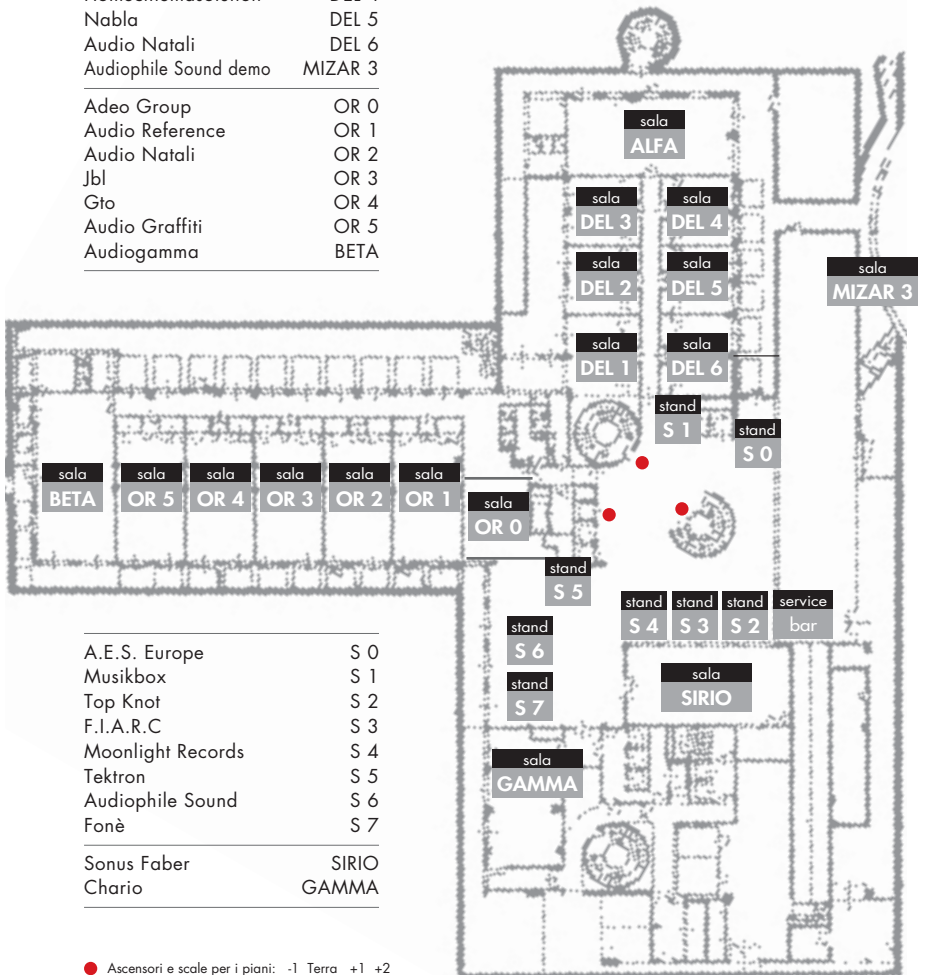 Nabla DEL 5
Audio Natali DEL 6
Audiophile Sound demo MIZAR 3
Adeo Group OR 0
Audio Reference OR 1
Audio Natali OR 2
Jbl OR 3
Gto OR 4
Audio Graffiti OR 5
Audiogamma BETA
sala
ALFA
sala sala
DEL 3 DEL 4
sala sala
DEL 2 DEL 5
sala
MIZAR 3
sala sala
DEL 1 DEL 6
stand
S 1
stand
S 0
sala sala sala sala sala sala
BETA OR 5 OR 4 OR 3 OR 2 OR 1
sala
OR 0
stand
S 5
stand stand stand service
S 4 S 3 S 2 bar
stand
S 6
sala
SIRIO
stand
S 7
sala
GAMMA
A.E.S. Europe S 0
Musikbox S 1
Top Knot S 2
F.I.A.R.C S 3
Moonlight Records S 4
Tektron S 5
Audiophile Sound S 6
Fonè S 7
Sonus Faber SIRIO
Chario GAMMA
Ascensori e scale per i piani: -1 Terra +1 +2